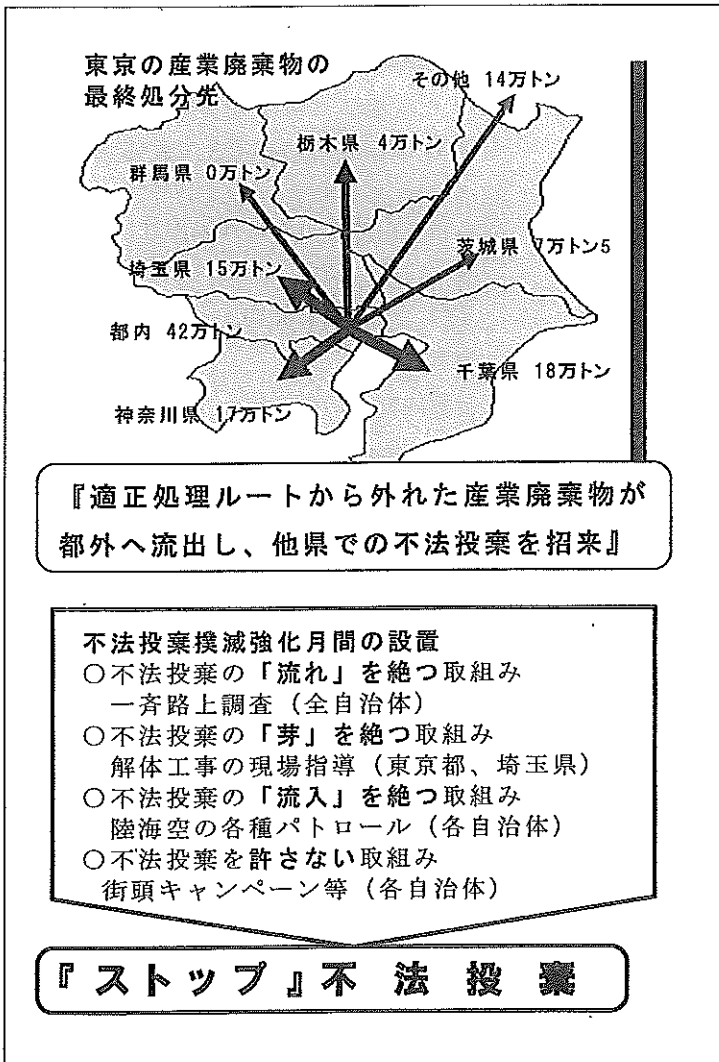 東京の産業廃棄物の
最終処分先
その他 14万トン
栃木県 4万トン
群馬県 0万トン
茨城県 7万トン5
埼玉県 15万トン
都内 42万トン
千葉県 18万トン
神奈川県 17万トン
『適正処理ルートから外れた産業廃棄物が
都外へ流出し、他県での不法投棄を招来』
不法投棄撲滅強化月間の設置
○不法投棄の「流れ」を絶つ取組み
一斉路上調査（全自治体）
○不法投棄の「芽」を絶つ取組み
解体工事の現場指導（東京都、埼玉県）
○不法投棄の「流入」を絶つ取組み
陸海空の各種パトロール（各自治体）
○不法投棄を許さない取組み
街頭キャンペーン等（各自治体）
『ストップ』不法投棄